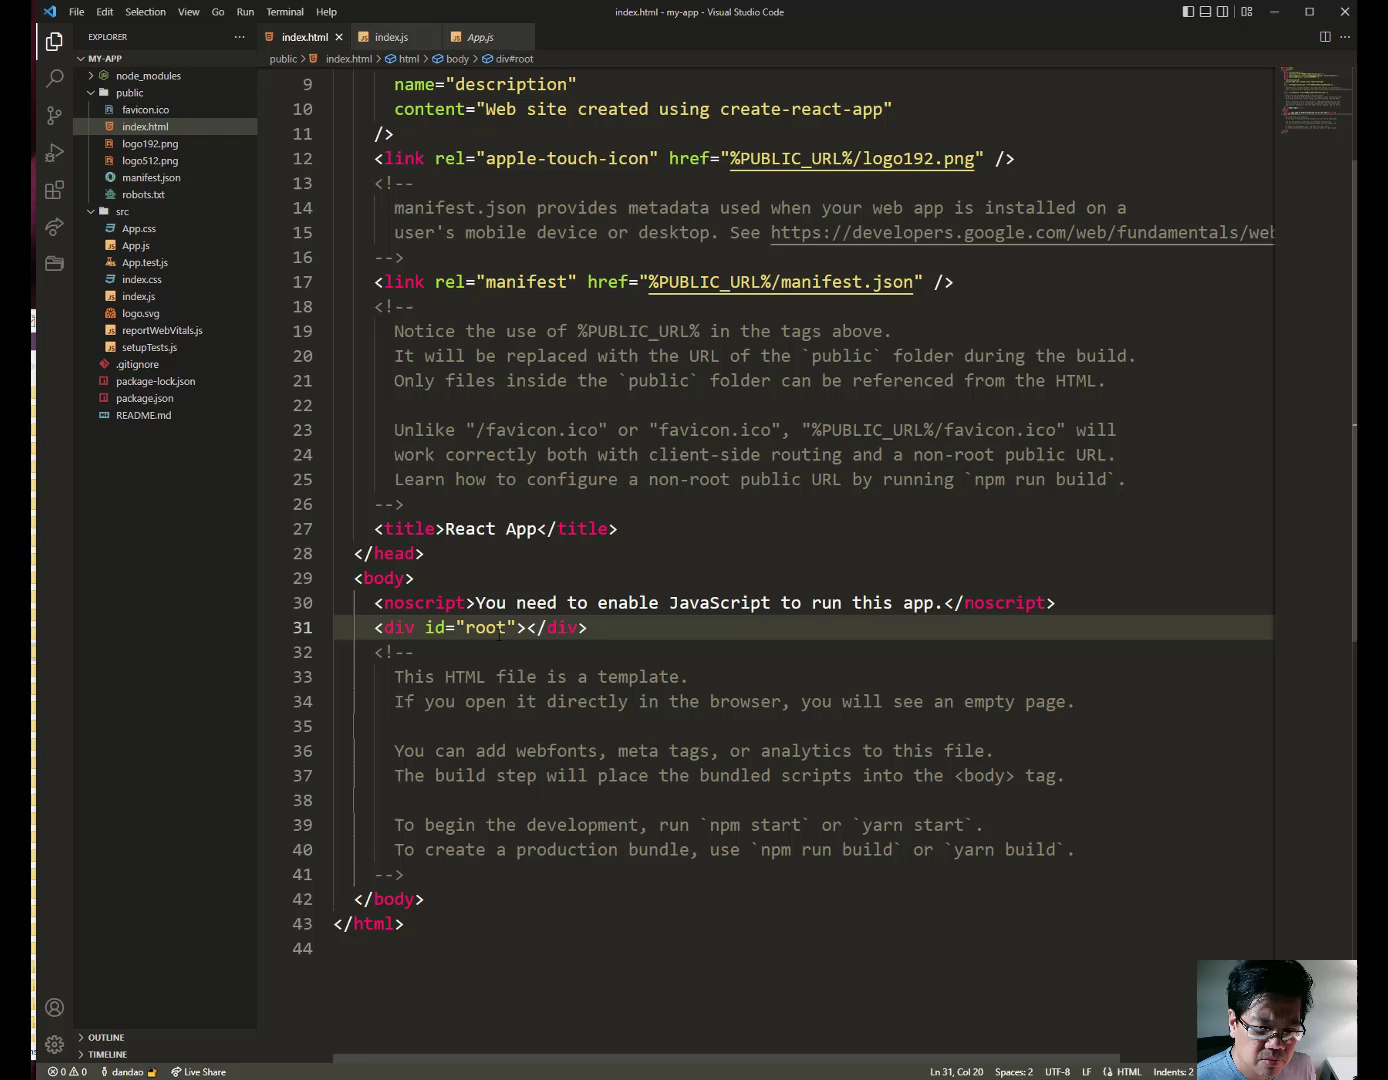 File Edit Selection View Go Run Terminal Help
index.html - my-app - Visual Studio Code
EXPLORER
index.html
index.js
App.js
MY-APP
public > index.html > html > body > div#root
node_modules
public
favicon.ico
index.html
logo192.png
logo512.png
manifest.json
robots.txt
src
App.css
App.js
App.test.js
index.css
index.js
logo.svg
reportWebVitals.js
setupTests.js
.gitignore
package-lock.json
package.json
README.md
9 name="description"
10 content="Web site created using create-react-app"
11 />
12 <link rel="apple-touch-icon" href="%PUBLIC_URL%/logo192.png" />
13 <!--
14 manifest.json provides metadata used when your web app is installed on a
15 user's mobile device or desktop. See https://developers.google.com/web/fundamentals/web
16 -->
17 <link rel="manifest" href="%PUBLIC_URL%/manifest.json" />
18 <!--
19 Notice the use of %PUBLIC_URL% in the tags above.
20 It will be replaced with the URL of the `public` folder during the build.
21 Only files inside the `public` folder can be referenced from the HTML.
22
23 Unlike "/favicon.ico" or "favicon.ico", "%PUBLIC_URL%/favicon.ico" will
24 work correctly both with client-side routing and a non-root public URL.
25 Learn how to configure a non-root public URL by running `npm run build`.
26 -->
27 <title>React App</title>
28 </head>
29 <body>
30 <noscript>You need to enable JavaScript to run this app.</noscript>
31 <div id="root"></div>
32 <!--
33 This HTML file is a template.
34 If you open it directly in the browser, you will see an empty page.
35
36 You can add webfonts, meta tags, or analytics to this file.
37 The build step will place the bundled scripts into the <body> tag.
38
39 To begin the development, run `npm start` or `yarn start`.
40 To create a production bundle, use `npm run build` or `yarn build`.
41 -->
42 </body>
43 </html>
44
OUTLINE
TIMELINE
0 0 dandao Live Share
Ln 31, Col 20 Spaces: 2 UTF-8 LF HTML Indents: 2